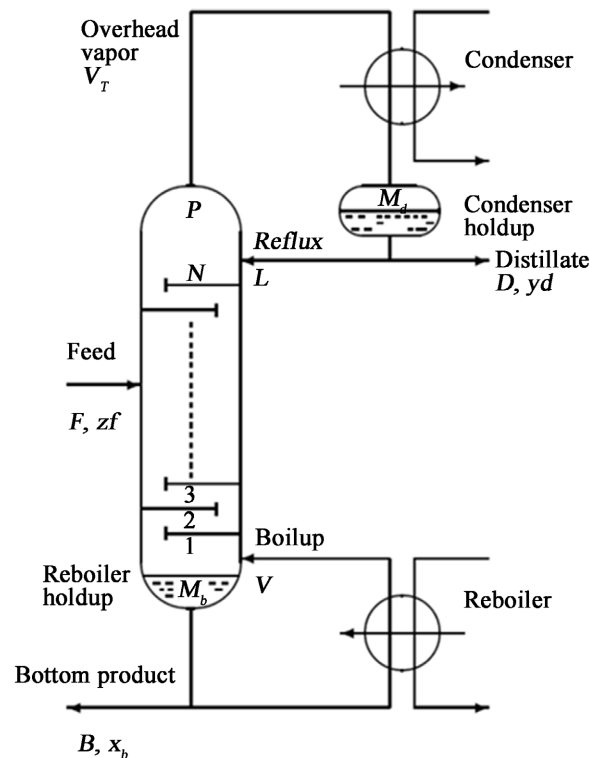 Overhead
vapor
V_T
Condenser
P
M_d
Condenser
holdup
Reflux
Distillate
N
L
D, yd
Feed
F, zf
3
2
1
Boilup
Reboiler
holdup
M_b
V
Reboiler
Bottom product
B, x_b